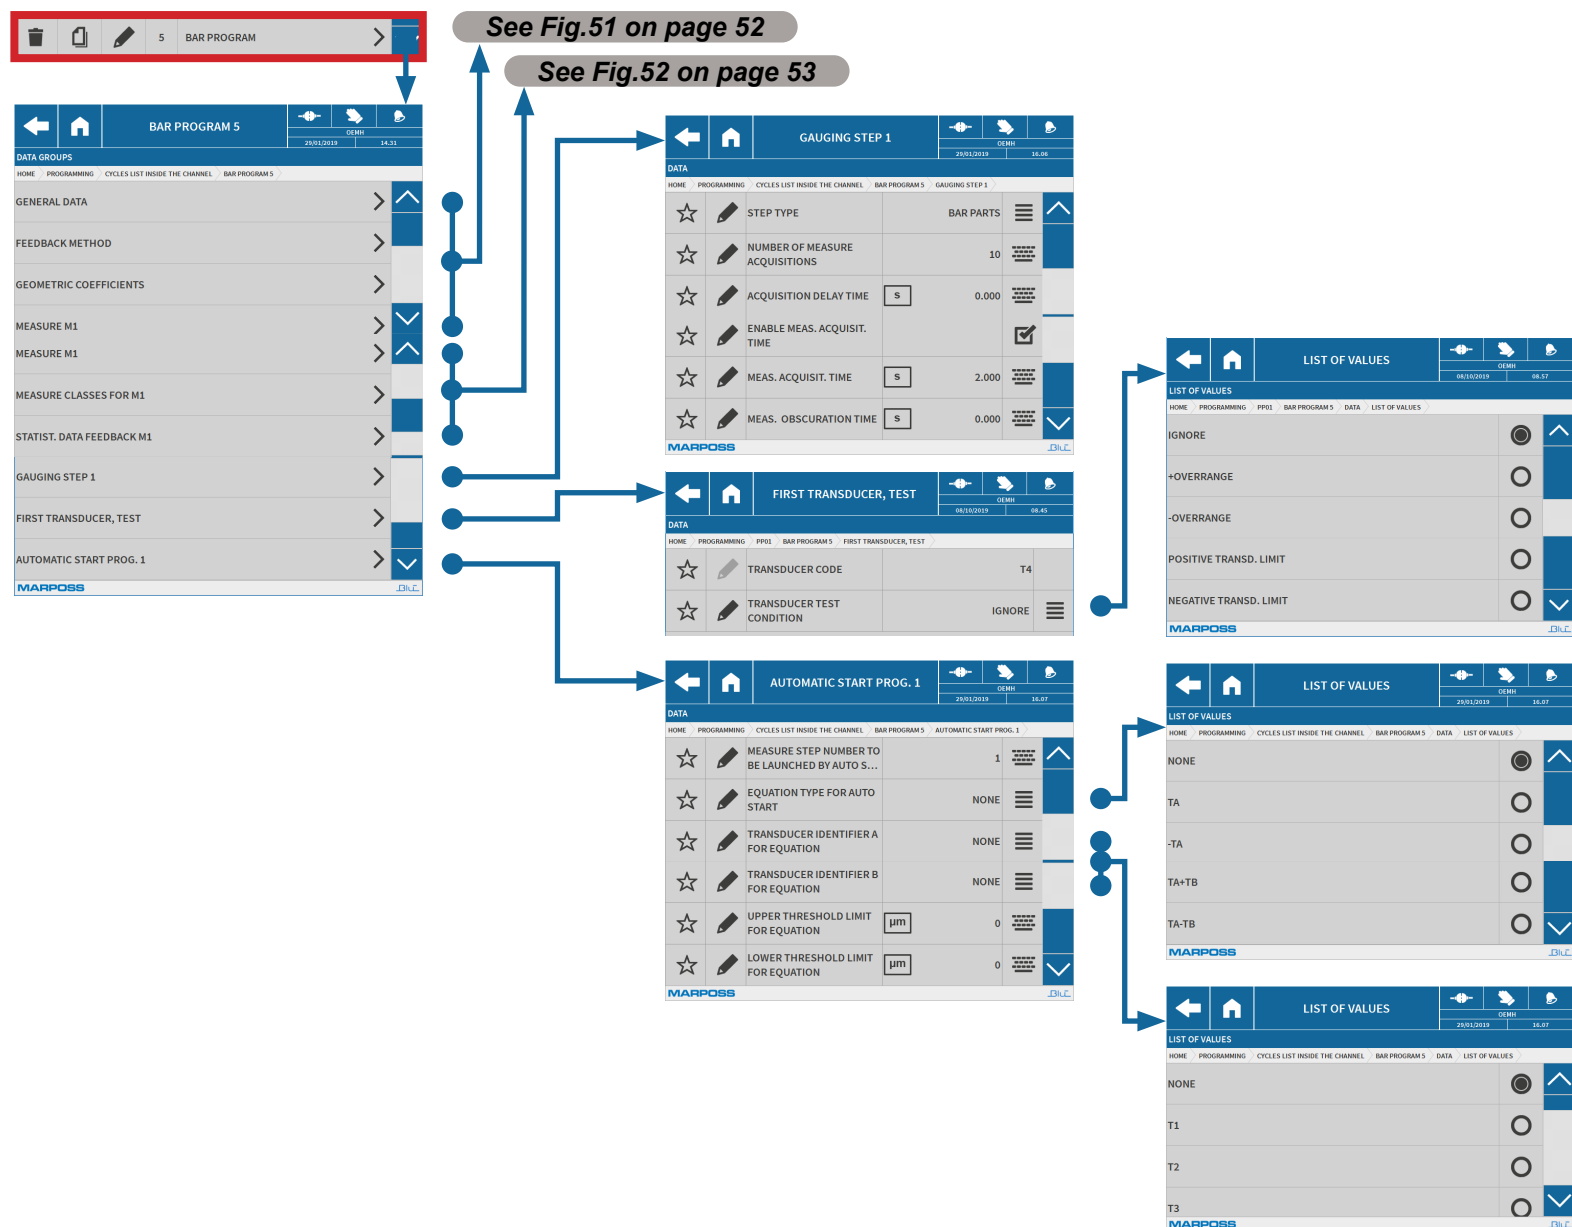 5 BAR PROGRAM
See Fig.51 on page 52
See Fig.52 on page 53
BAR PROGRAM 5
OEMH
29/01/2019 14.31
DATA GROUPS
HOME PROGRAMMING CYCLES LIST INSIDE THE CHANNEL BAR PROGRAM 5
GENERAL DATA
FEEDBACK METHOD
GEOMETRIC COEFFICIENTS
MEASURE M1
MEASURE M1
MEASURE CLASSES FOR M1
STATIST. DATA FEEDBACK M1
GAUGING STEP 1
FIRST TRANSDUCER, TEST
AUTOMATIC START PROG. 1
MARPOSS BLÚ
GAUGING STEP 1
OEMH
29/01/2019 16.06
DATA
HOME PROGRAMMING CYCLES LIST INSIDE THE CHANNEL BAR PROGRAM 5 GAUGING STEP 1
STEP TYPE BAR PARTS
NUMBER OF MEASURE
ACQUISITIONS 10
ACQUISITION DELAY TIME s 0.000
ENABLE MEAS. ACQUISIT.
TIME
MEAS. ACQUISIT. TIME s 2.000
MEAS. OBSCURATION TIME s 0.000
MARPOSS BLÚ
FIRST TRANSDUCER, TEST
OEMH
08/10/2019 08.45
DATA
HOME PROGRAMMING PP01 BAR PROGRAM 5 FIRST TRANSDUCER, TEST
TRANSDUCER CODE T4
TRANSDUCER TEST
CONDITION IGNORE
AUTOMATIC START PROG. 1
OEMH
29/01/2019 16.07
DATA
HOME PROGRAMMING CYCLES LIST INSIDE THE CHANNEL BAR PROGRAM 5 AUTOMATIC START PROG. 1
MEASURE STEP NUMBER TO
BE LAUNCHED BY AUTO S... 1
EQUATION TYPE FOR AUTO
START NONE
TRANSDUCER IDENTIFIER A
FOR EQUATION NONE
TRANSDUCER IDENTIFIER B
FOR EQUATION NONE
UPPER THRESHOLD LIMIT
FOR EQUATION µm 0
LOWER THRESHOLD LIMIT
FOR EQUATION µm 0
MARPOSS BLÚ
LIST OF VALUES
OEMH
08/10/2019 08.57
LIST OF VALUES
HOME PROGRAMMING PP01 BAR PROGRAM 5 DATA LIST OF VALUES
IGNORE
+OVERRANGE
-OVERRANGE
POSITIVE TRANSD. LIMIT
NEGATIVE TRANSD. LIMIT
MARPOSS BLÚ
LIST OF VALUES
OEMH
29/01/2019 16.07
LIST OF VALUES
HOME PROGRAMMING CYCLES LIST INSIDE THE CHANNEL BAR PROGRAM 5 DATA LIST OF VALUES
NONE
TA
-TA
TA+TB
TA-TB
MARPOSS BLÚ
LIST OF VALUES
OEMH
29/01/2019 16.07
LIST OF VALUES
HOME PROGRAMMING CYCLES LIST INSIDE THE CHANNEL BAR PROGRAM 5 DATA LIST OF VALUES
NONE
T1
T2
T3
MARPOSS BLÚ